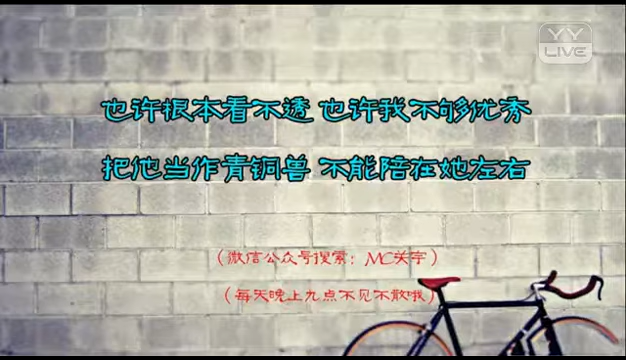 YY
LIVE
也许根本看不透 也许我不够优秀
把他当作青铜兽 不能陪在她左右
(微信公众号搜索：MC关宇)
(每天晚上九点不见不散哦)